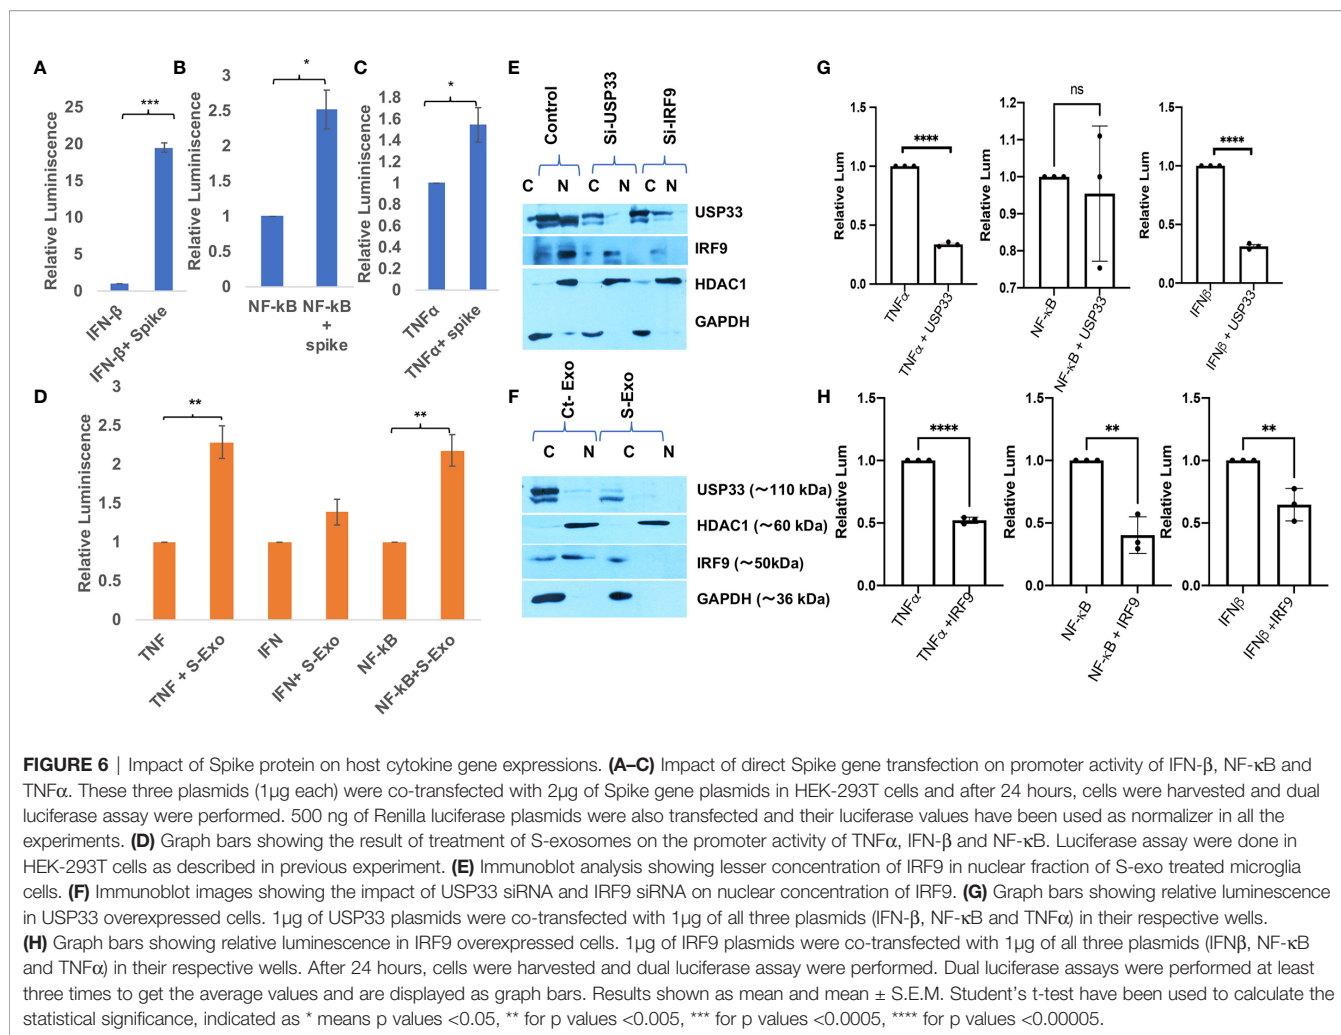 A
Relative Luminiscence
25
20
15
10
5
0
***
IFN-β
IFN-β+ Spike
B
Relative Luminiscence
3
2.5
2
1.5
1
0.5
0
*
NF-kB
NF-kB
+
spike
C
Relative Luminiscence
1.8
1.6
1.4
1.2
1
0.8
0.6
0.4
0.2
0
*
TNFα
TNFα+ spike
E
Control
Si-USP33
Si-IRF9
C N C N C N
USP33
IRF9
HDAC1
GAPDH
G
Relative Lum
1.5
1.0
0.5
0.0
****
TNFα
TNFα + USP33
Relative Lum
1.2
1.1
1.0
0.9
0.8
0.7
ns
NF-κB
NF-κB + USP33
Relative Lum
1.5
1.0
0.5
0.0
****
IFNβ
IFNβ + USP33
D
Relative Luminiscence
3
2.5
2
1.5
1
0.5
0
**
**
TNF
TNF + S-Exo
IFN
IFN+ S-Exo
NF-kB
NF-kB+S-Exo
F
Ct- Exo
S-Exo
C N C N
USP33 (~110 kDa)
HDAC1 (~60 kDa)
IRF9 (~50kDa)
GAPDH (~36 kDa)
H
Relative Lum
1.5
1.0
0.5
0.0
****
TNFα
TNFα +IRF9
Relative Lum
1.5
1.0
0.5
0.0
**
NF-κB
NF-κB + IRF9
Relative Lum
1.5
1.0
0.5
0.0
**
IFNβ
IFNβ +IRF9
FIGURE 6 | Impact of Spike protein on host cytokine gene expressions. (A–C) Impact of direct Spike gene transfection on promoter activity of IFN-β, NF-κB and
TNFα. These three plasmids (1µg each) were co-transfected with 2µg of Spike gene plasmids in HEK-293T cells and after 24 hours, cells were harvested and dual
luciferase assay were performed. 500 ng of Renilla luciferase plasmids were also transfected and their luciferase values have been used as normalizer in all the
experiments. (D) Graph bars showing the result of treatment of S-exosomes on the promoter activity of TNFα, IFN-β and NF-κB. Luciferase assay were done in
HEK-293T cells as described in previous experiment. (E) Immunoblot analysis showing lesser concentration of IRF9 in nuclear fraction of S-exo treated microglia
cells. (F) Immunoblot images showing the impact of USP33 siRNA and IRF9 siRNA on nuclear concentration of IRF9. (G) Graph bars showing relative luminescence
in USP33 overexpressed cells. 1µg of USP33 plasmids were co-transfected with 1µg of all three plasmids (IFN-β, NF-κB and TNFα) in their respective wells.
(H) Graph bars showing relative luminescence in IRF9 overexpressed cells. 1µg of IRF9 plasmids were co-transfected with 1µg of all three plasmids (IFNβ, NF-κB
and TNFα) in their respective wells. After 24 hours, cells were harvested and dual luciferase assay were performed. Dual luciferase assays were performed at least
three times to get the average values and are displayed as graph bars. Results shown as mean and mean ± S.E.M. Student's t-test have been used to calculate the
statistical significance, indicated as * means p values <0.05, ** for p values <0.005, *** for p values <0.0005, **** for p values <0.00005.